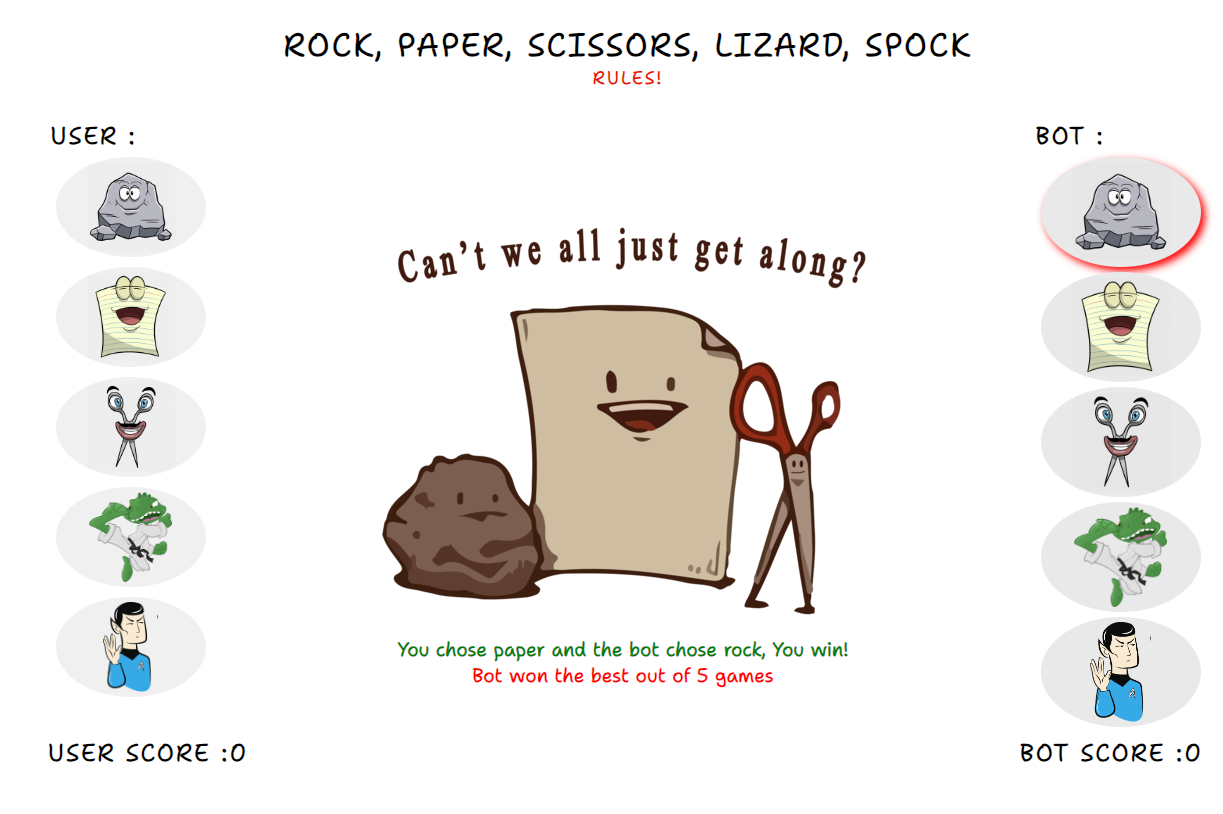 ROCK, PAPER, SCISSORS, LIZARD, SPOCK
RULES!
USER :
BOT :
Can't we all just get along?
You chose paper and the bot chose rock, You win!
Bot won the best out of 5 games
USER SCORE :0
BOT SCORE :0